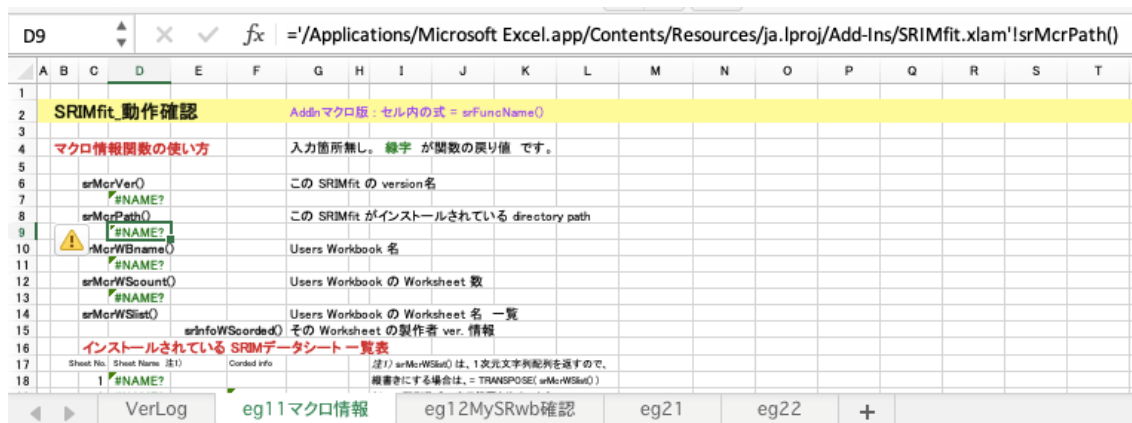 D9 fx ='/Applications/Microsoft Excel.app/Contents/Resources/ja.lproj/Add-Ins/SRIMfit.xlam'!srMcrPath()
A B C D E F G H I J K L M N O P Q R S T
1
2 SRIMfit_動作確認 AddInマクロ版：セル内の式 = srFuncName()
3
4 マクロ情報関数の使い方 入力箇所無し。 緑字 が関数の戻り値 です。
5
6 srMcrVer() この SRIMfit の version名
7 #NAME?
8 srMcrPath() この SRIMfit がインストールされている directory path
9 #NAME?
10 rMcrWBname() Users Workbook 名
11 #NAME?
12 srMcrWScount() Users Workbook の Worksheet 数
13 #NAME?
14 srMcrWSlist() Users Workbook の Worksheet 名 一覧
15 srInfoWScorded() その Worksheet の製作者 ver. 情報
16 インストールされている SRIMデータシート 一覧表
17 Sheet No. Sheet Name 注1) Corded info 注1) srMcrWSlist() は、1次元文字列配列を返すので、
18 1 #NAME? 縦書きにする場合は、= TRANSPOSE( srMcrWSlist() )
VerLog eg11マクロ情報 eg12MySRwb確認 eg21 eg22 +